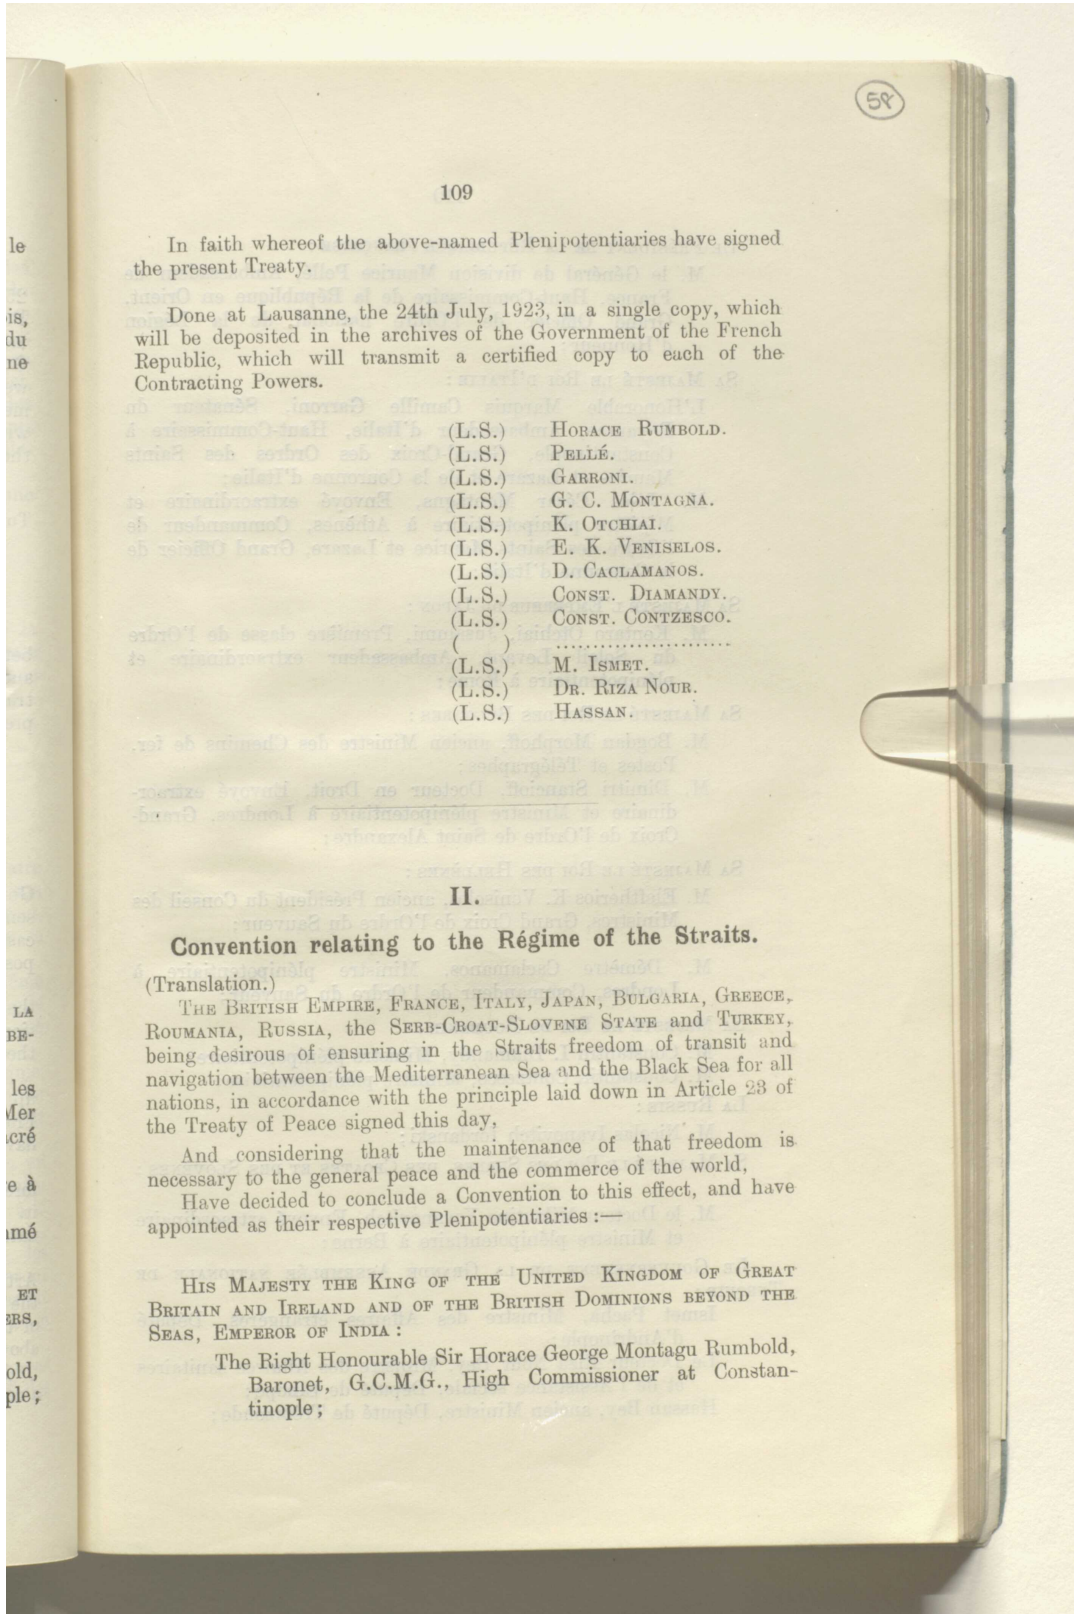 58
109
In faith whereof the above-named Plenipotentiaries have signed
the present Treaty.
Done at Lausanne, the 24th July, 1923, in a single copy, which
will be deposited in the archives of the Government of the French
Republic, which will transmit a certified copy to each of the
Contracting Powers.
(L.S.) HORACE RUMBOLD.
(L.S.) PELLÉ.
(L.S.) GARRONI.
(L.S.) G. C. MONTAGNA.
(L.S.) K. OTCHIAI.
(L.S.) E. K. VENISELOS.
(L.S.) D. CACLAMANOS.
(L.S.) CONST. DIAMANDY.
(L.S.) CONST. CONTZESCO.
( ) ........................
(L.S.) M. ISMET.
(L.S.) DR. RIZA NOUR.
(L.S.) HASSAN.
II.
Convention relating to the Régime of the Straits.
(Translation.)
THE BRITISH EMPIRE, FRANCE, ITALY, JAPAN, BULGARIA, GREECE,
ROUMANIA, RUSSIA, the SERB-CROAT-SLOVENE STATE and TURKEY,
being desirous of ensuring in the Straits freedom of transit and
navigation between the Mediterranean Sea and the Black Sea for all
nations, in accordance with the principle laid down in Article 23 of
the Treaty of Peace signed this day,
And considering that the maintenance of that freedom is
necessary to the general peace and the commerce of the world,
Have decided to conclude a Convention to this effect, and have
appointed as their respective Plenipotentiaries :—
HIS MAJESTY THE KING OF THE UNITED KINGDOM OF GREAT
BRITAIN AND IRELAND AND OF THE BRITISH DOMINIONS BEYOND THE
SEAS, EMPEROR OF INDIA :
The Right Honourable Sir Horace George Montagu Rumbold,
Baronet, G.C.M.G., High Commissioner at Constan-
tinople ;